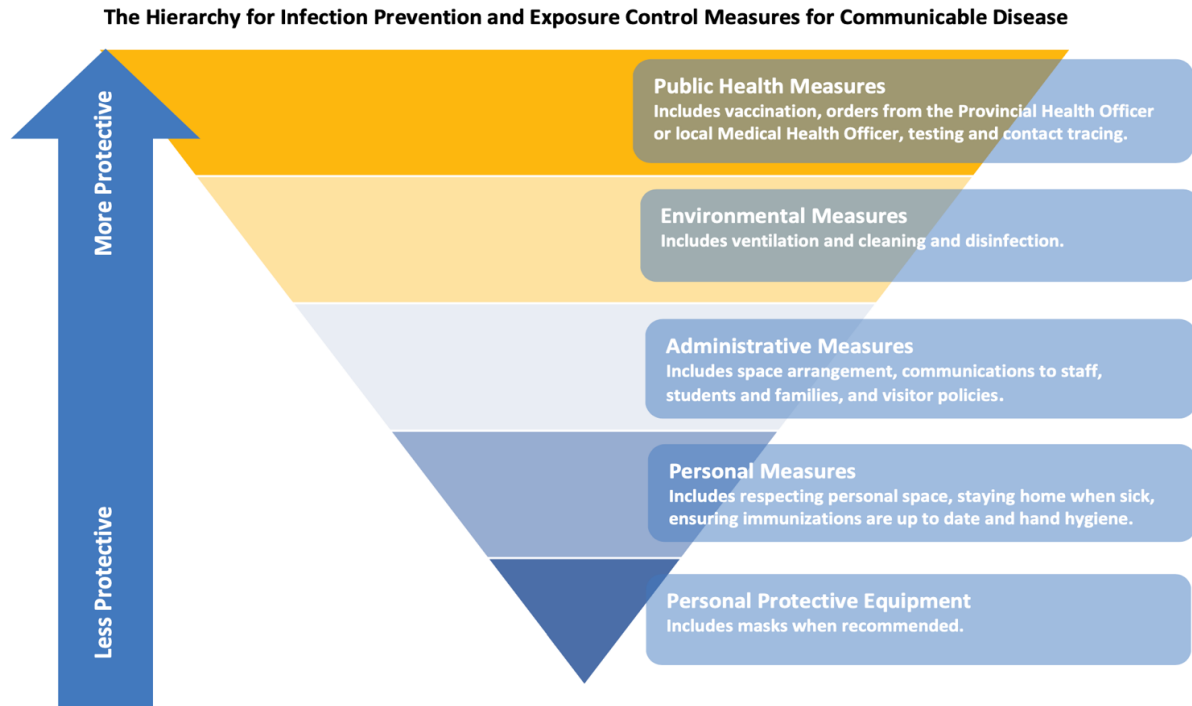 The Hierarchy for Infection Prevention and Exposure Control Measures for Communicable Disease
More Protective
Less Protective
Public Health Measures
Includes vaccination, orders from the Provincial Health Officer
or local Medical Health Officer, testing and contact tracing.
Environmental Measures
Includes ventilation and cleaning and disinfection.
Administrative Measures
Includes space arrangement, communications to staff,
students and families, and visitor policies.
Personal Measures
Includes respecting personal space, staying home when sick,
ensuring immunizations are up to date and hand hygiene.
Personal Protective Equipment
Includes masks when recommended.